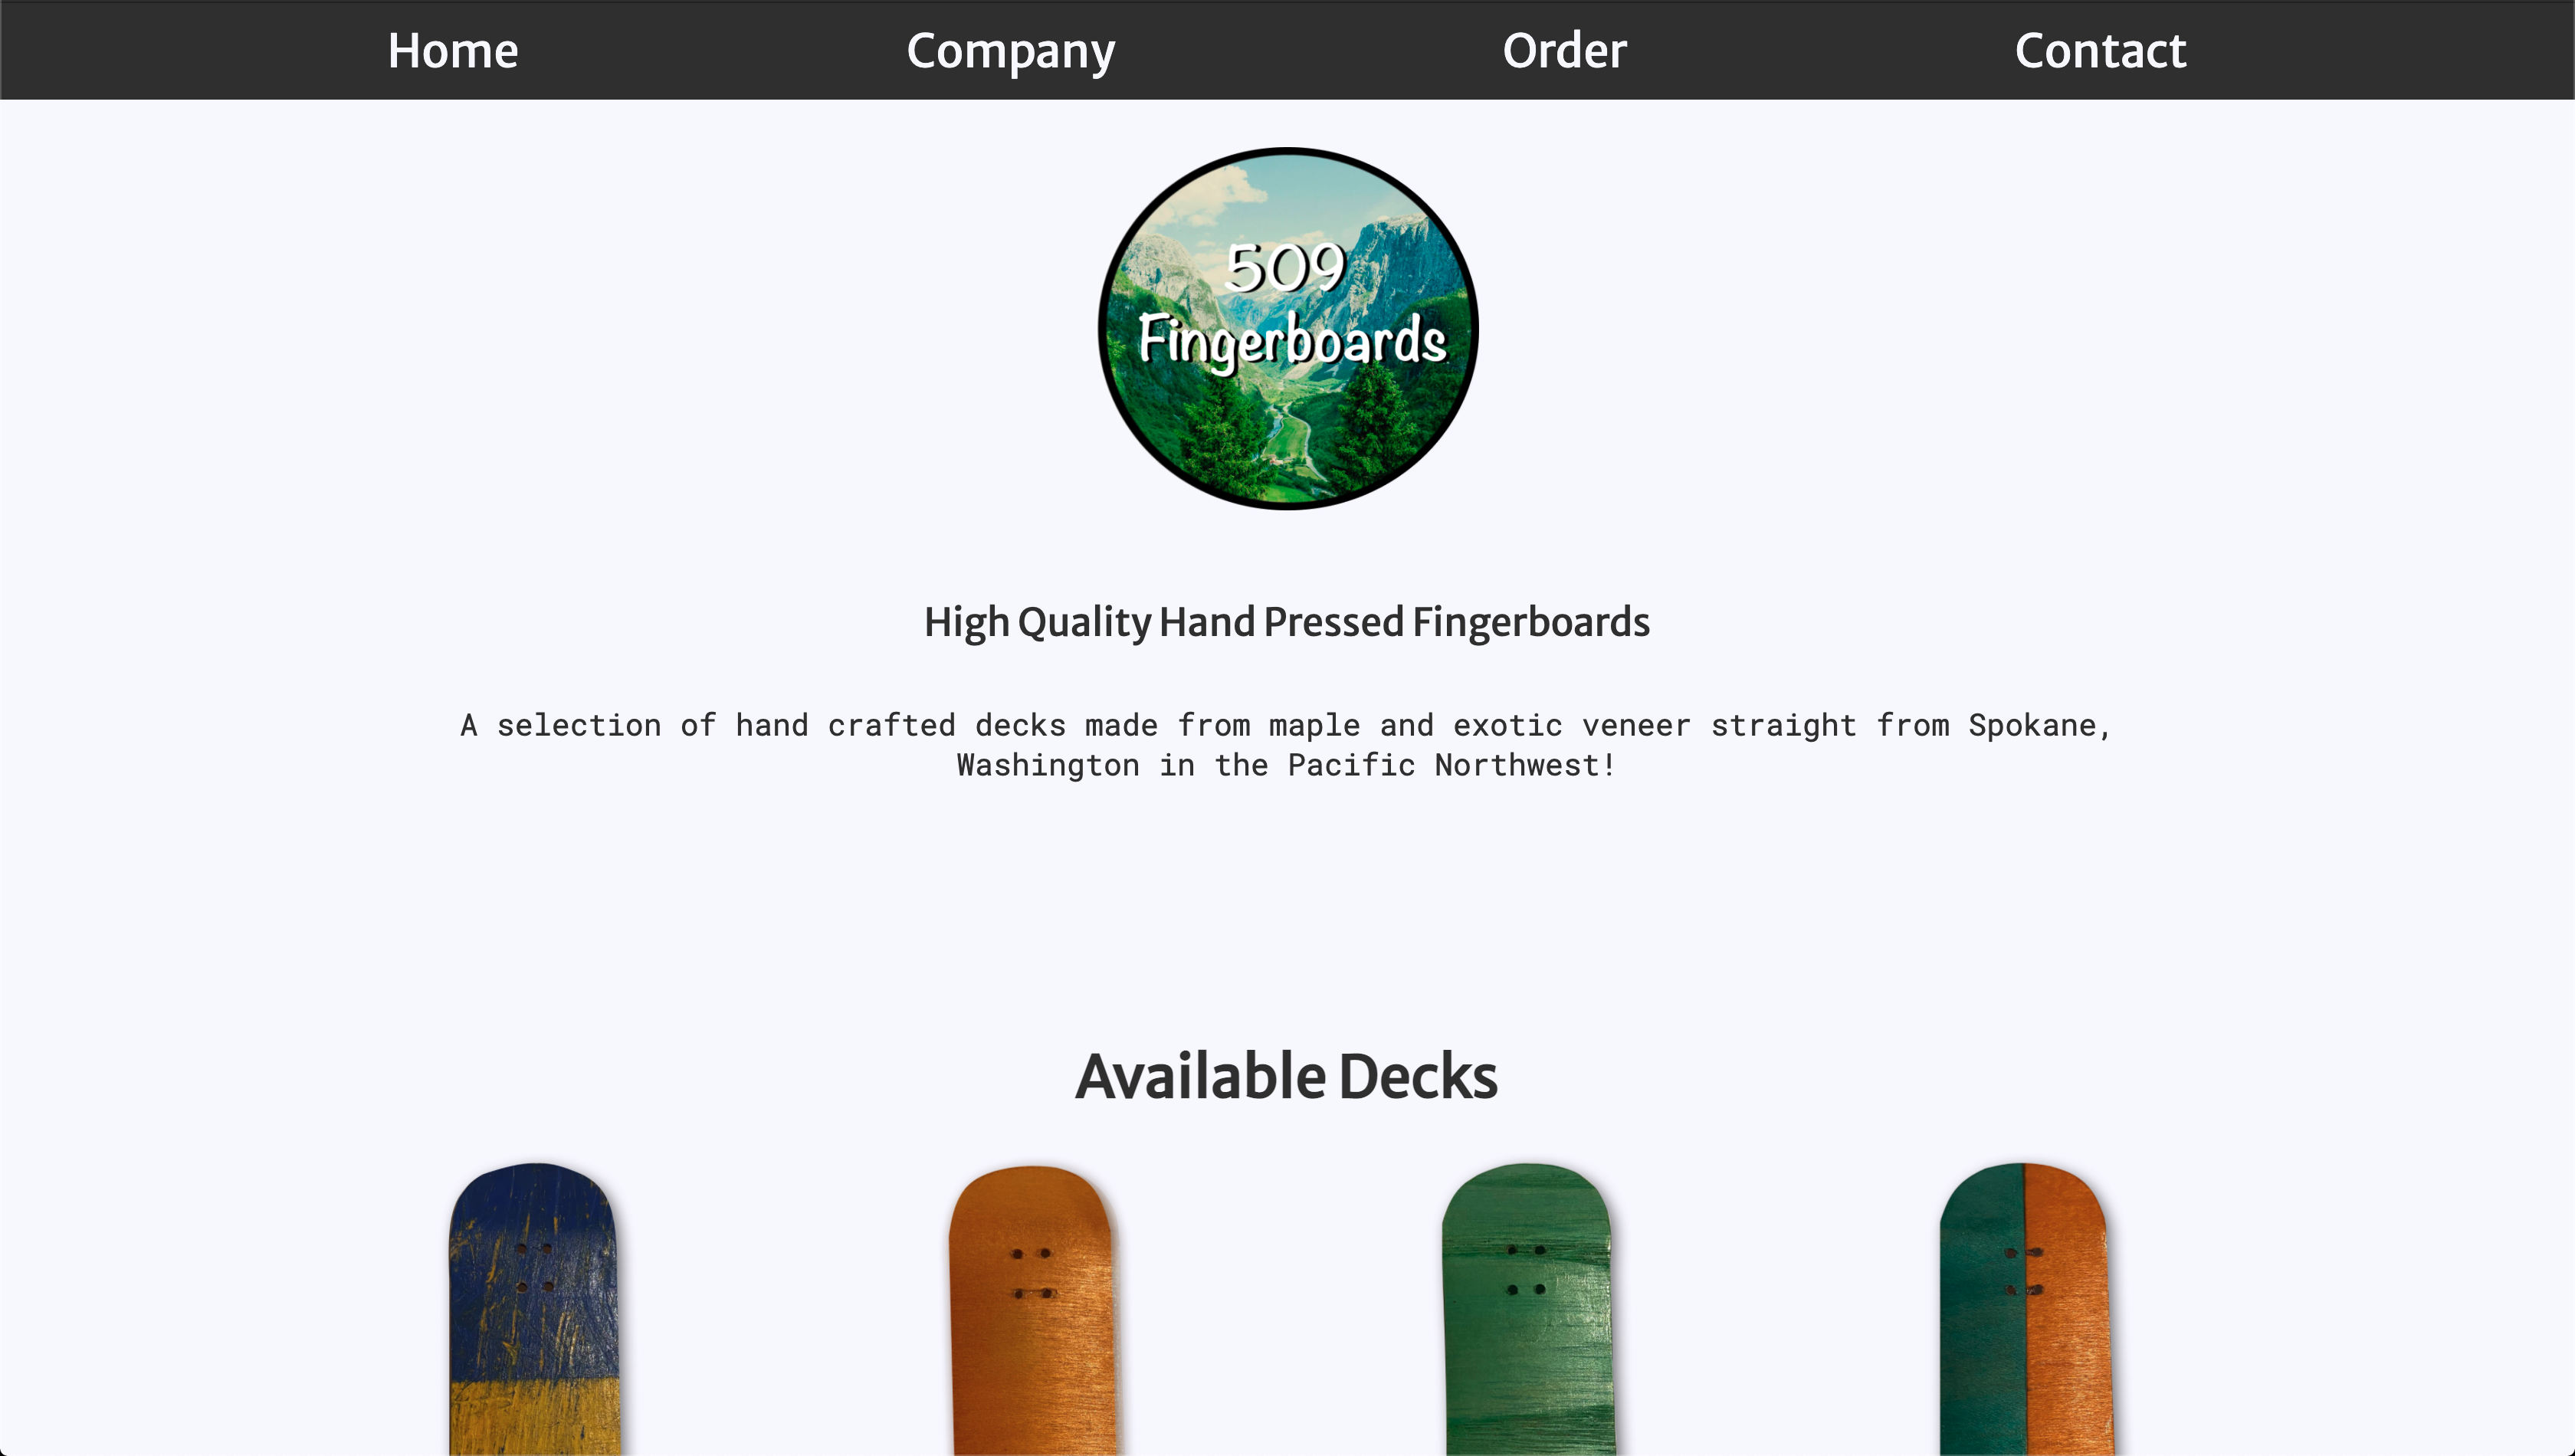 Home Company Order Contact
509
Fingerboards
High Quality Hand Pressed Fingerboards
A selection of hand crafted decks made from maple and exotic veneer straight from Spokane,
Washington in the Pacific Northwest!
Available Decks